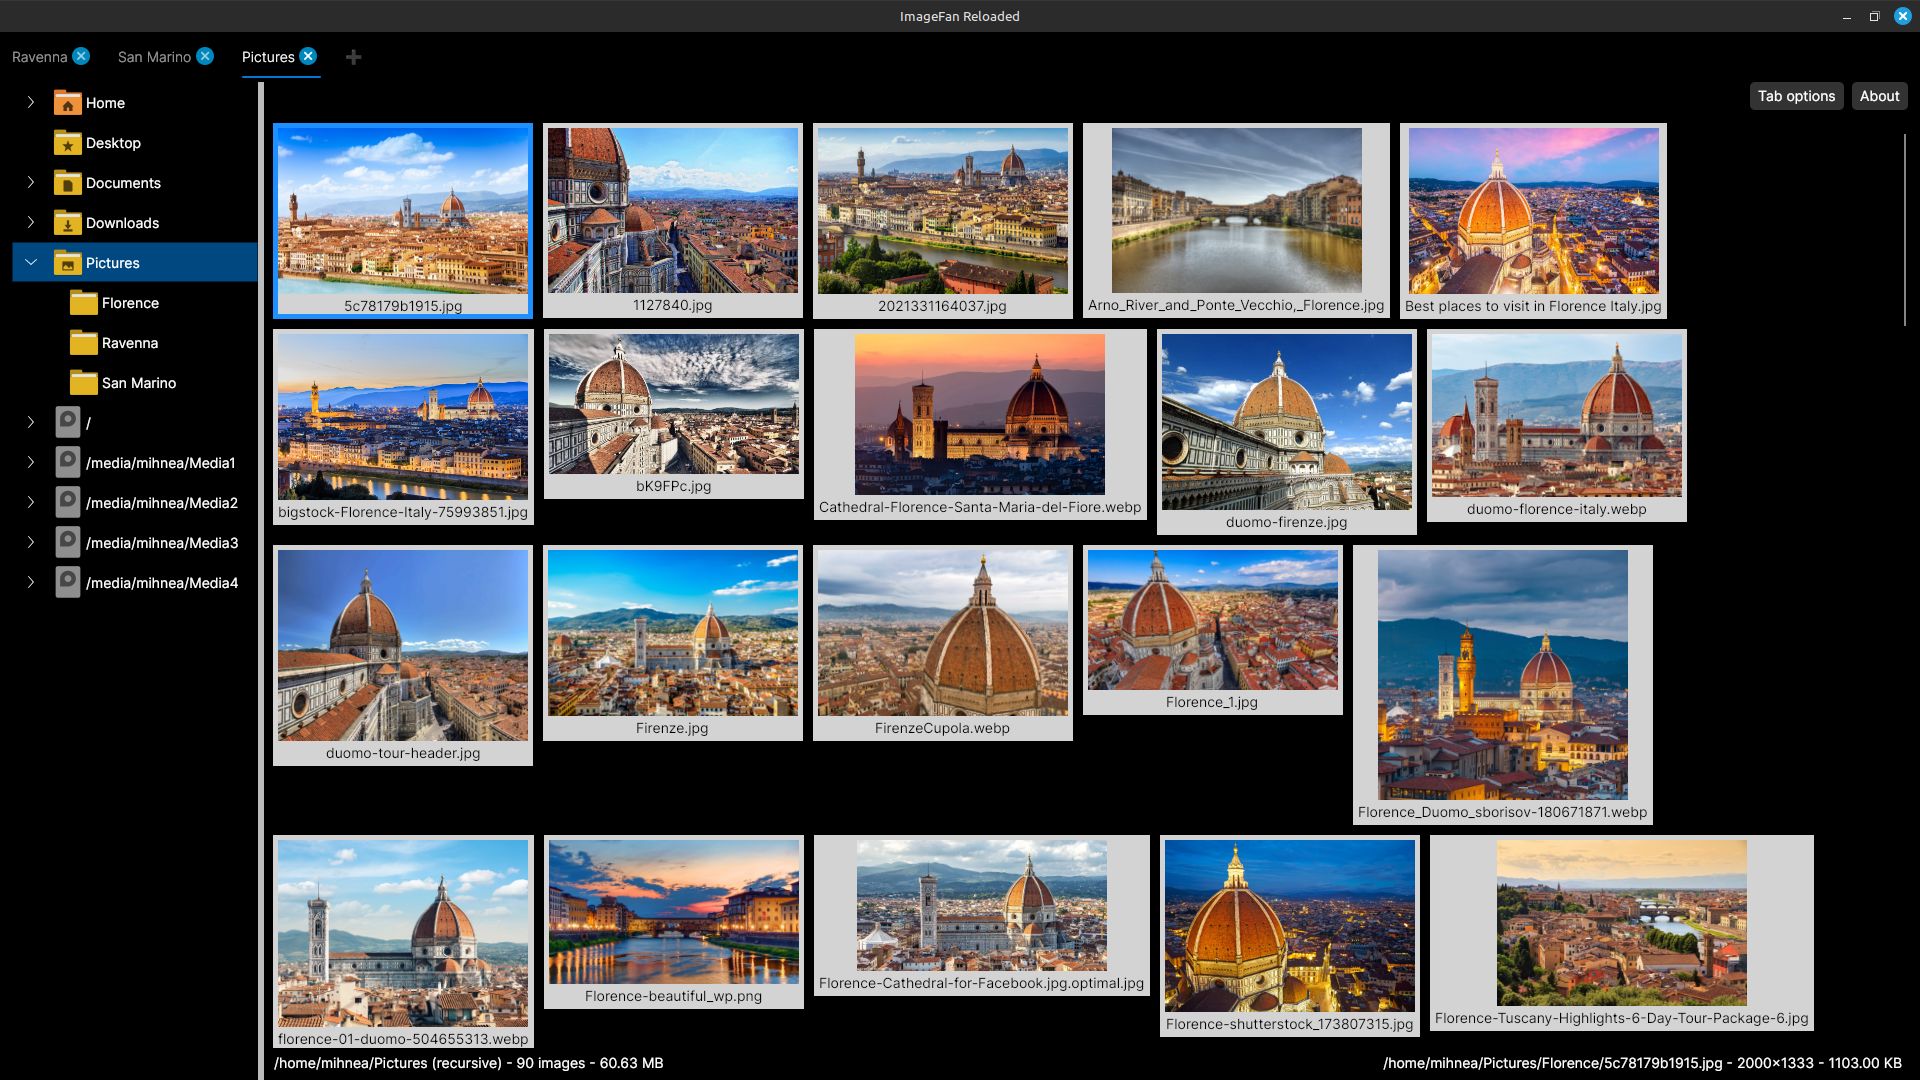 ImageFan Reloaded
Ravenna
San Marino
Pictures
Tab options
About
Home
Desktop
Documents
Downloads
Pictures
Florence
Ravenna
San Marino
/
/media/mihnea/Media1
/media/mihnea/Media2
/media/mihnea/Media3
/media/mihnea/Media4
5c78179b1915.jpg
1127840.jpg
2021331164037.jpg
Arno_River_and_Ponte_Vecchio,_Florence.jpg
Best places to visit in Florence Italy.jpg
bigstock-Florence-Italy-75993851.jpg
bK9FPc.jpg
Cathedral-Florence-Santa-Maria-del-Fiore.webp
duomo-firenze.jpg
duomo-florence-italy.webp
duomo-tour-header.jpg
Firenze.jpg
FirenzeCupola.webp
Florence_1.jpg
Florence_Duomo_sborisov-180671871.webp
florence-01-duomo-504655313.webp
Florence-beautiful_wp.png
Florence-Cathedral-for-Facebook.jpg.optimal.jpg
Florence-shutterstock_173807315.jpg
Florence-Tuscany-Highlights-6-Day-Tour-Package-6.jpg
/home/mihnea/Pictures (recursive) - 90 images - 60.63 MB
/home/mihnea/Pictures/Florence/5c78179b1915.jpg - 2000×1333 - 1103.00 KB